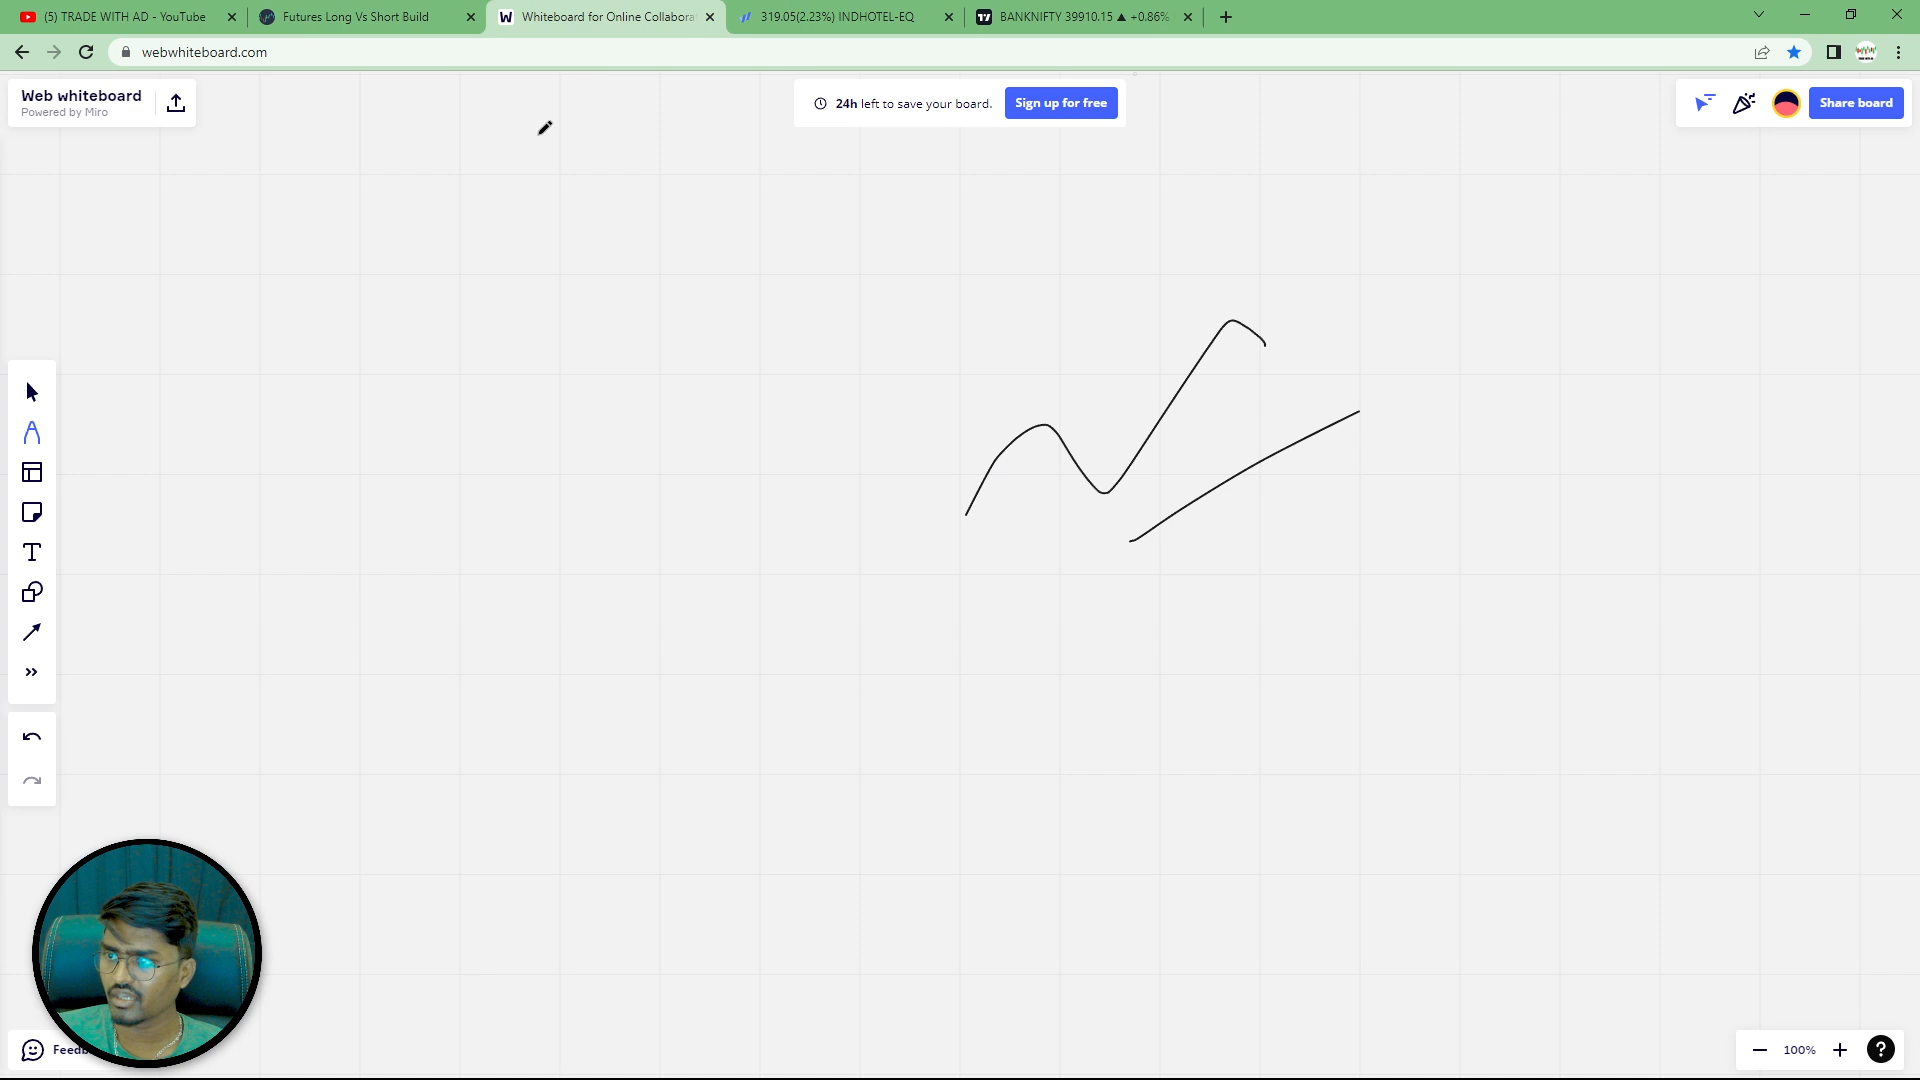 (5) TRADE WITH AD - YouTube
Futures Long Vs Short Build
Whiteboard for Online Collabora
319.05(2.23%) INDHOTEL-EQ
BANKNIFTY 39910.15 ▲ +0.86%
webwhiteboard.com
Web whiteboard
Powered by Miro
24h left to save your board.
Sign up for free
Share board
Feedb
100%